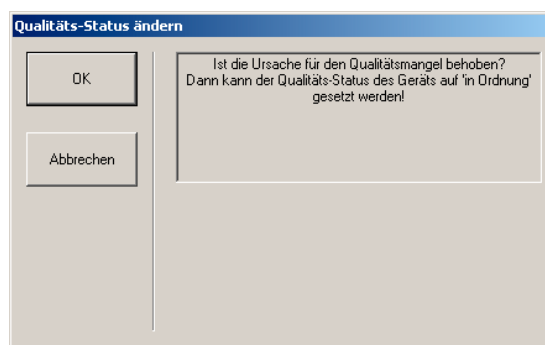 Qualitäts-Status ändern
OK
Abbrechen
Ist die Ursache für den Qualitätsmangel behoben?
Dann kann der Qualitäts-Status des Geräts auf 'in Ordnung'
gesetzt werden!